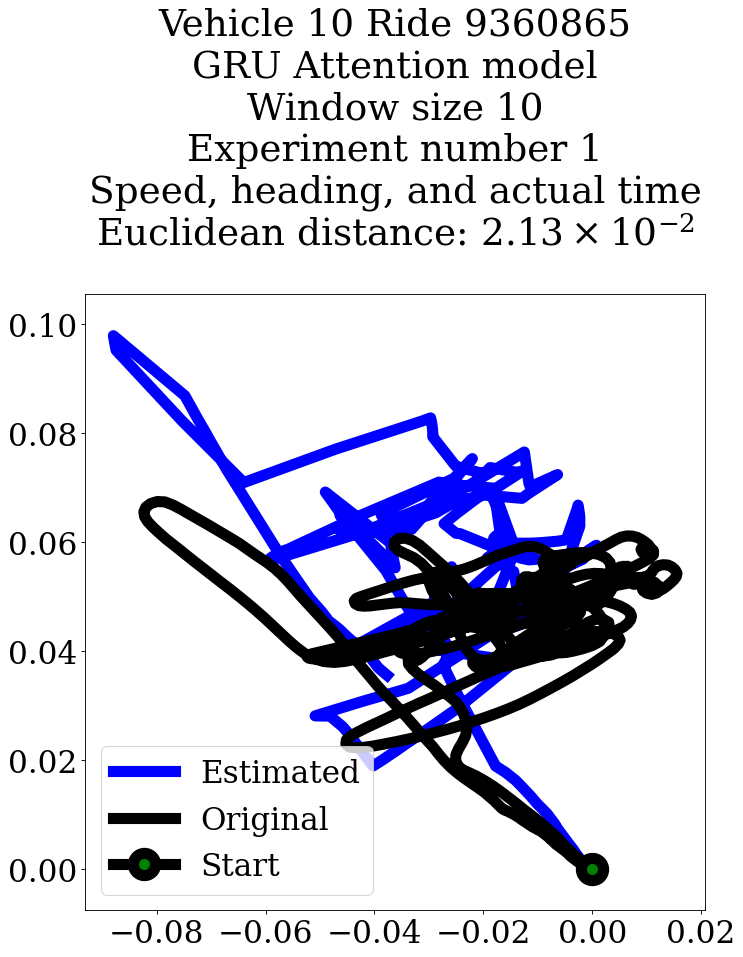 Vehicle 10 Ride 9360865
GRU Attention model
Window size 10
Experiment number 1
Speed, heading, and actual time
Euclidean distance: 2.13 × 10⁻²
0.10
0.08
0.06
0.04
0.02
0.00
Estimated
Original
Start
−0.08 −0.06 −0.04 −0.02 0.00 0.02